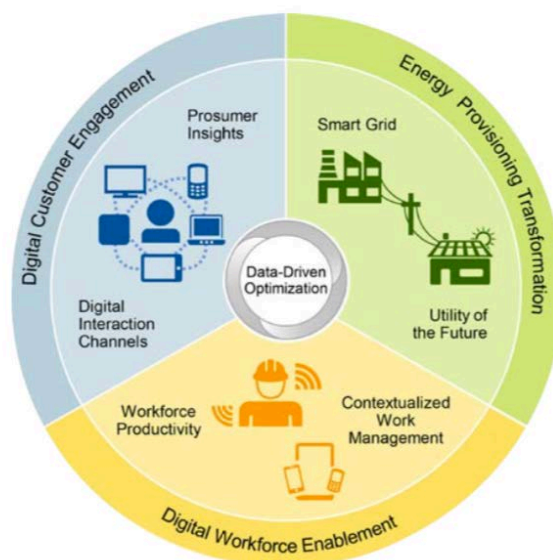 Digital Customer Engagement
Prosumer
Insights
Digital
Interaction
Channels
Energy Provisioning Transformation
Smart Grid
Utility of
the Future
Data-Driven
Optimization
Workforce
Productivity
Contextualized
Work
Management
Digital Workforce Enablement